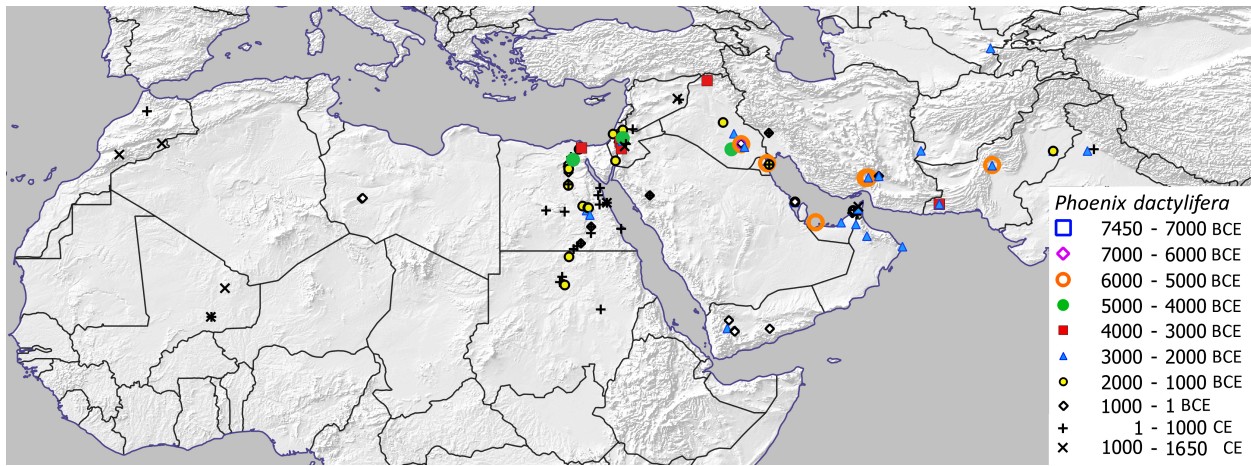 Phoenix dactylifera
7450 - 7000 BCE
7000 - 6000 BCE
6000 - 5000 BCE
5000 - 4000 BCE
4000 - 3000 BCE
3000 - 2000 BCE
2000 - 1000 BCE
1000 - 1 BCE
1 - 1000 CE
1000 - 1650 CE